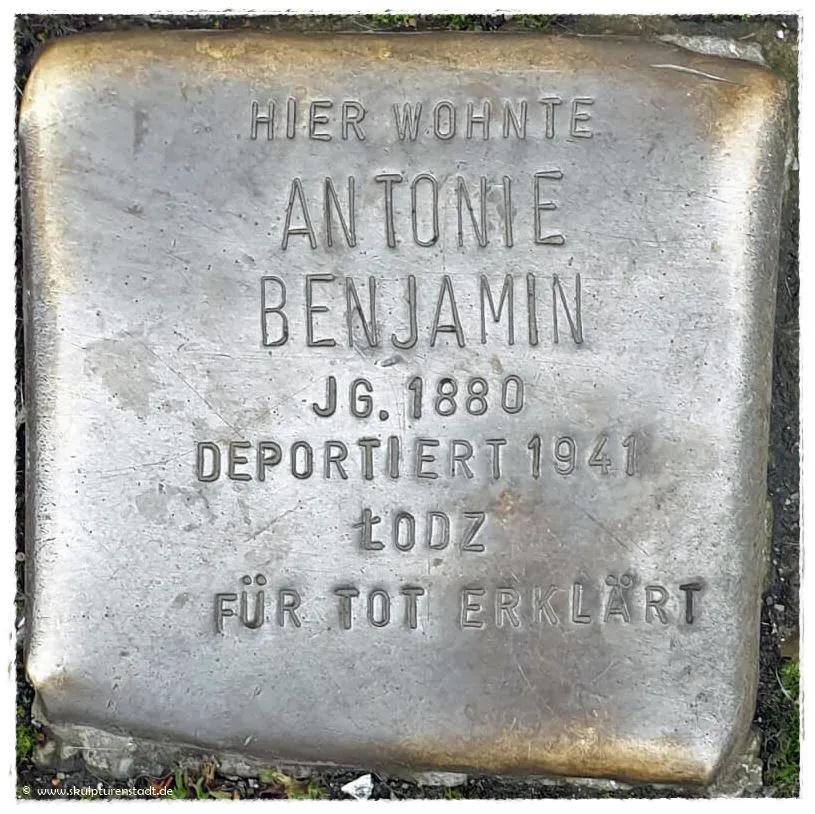 HIER WOHNTE
ANTONIE
BENJAMIN
JG. 1880
DEPORTIERT 1941
ŁODZ
FÜR TOT ERKLÄRT
© www.skulpturenstadt.de